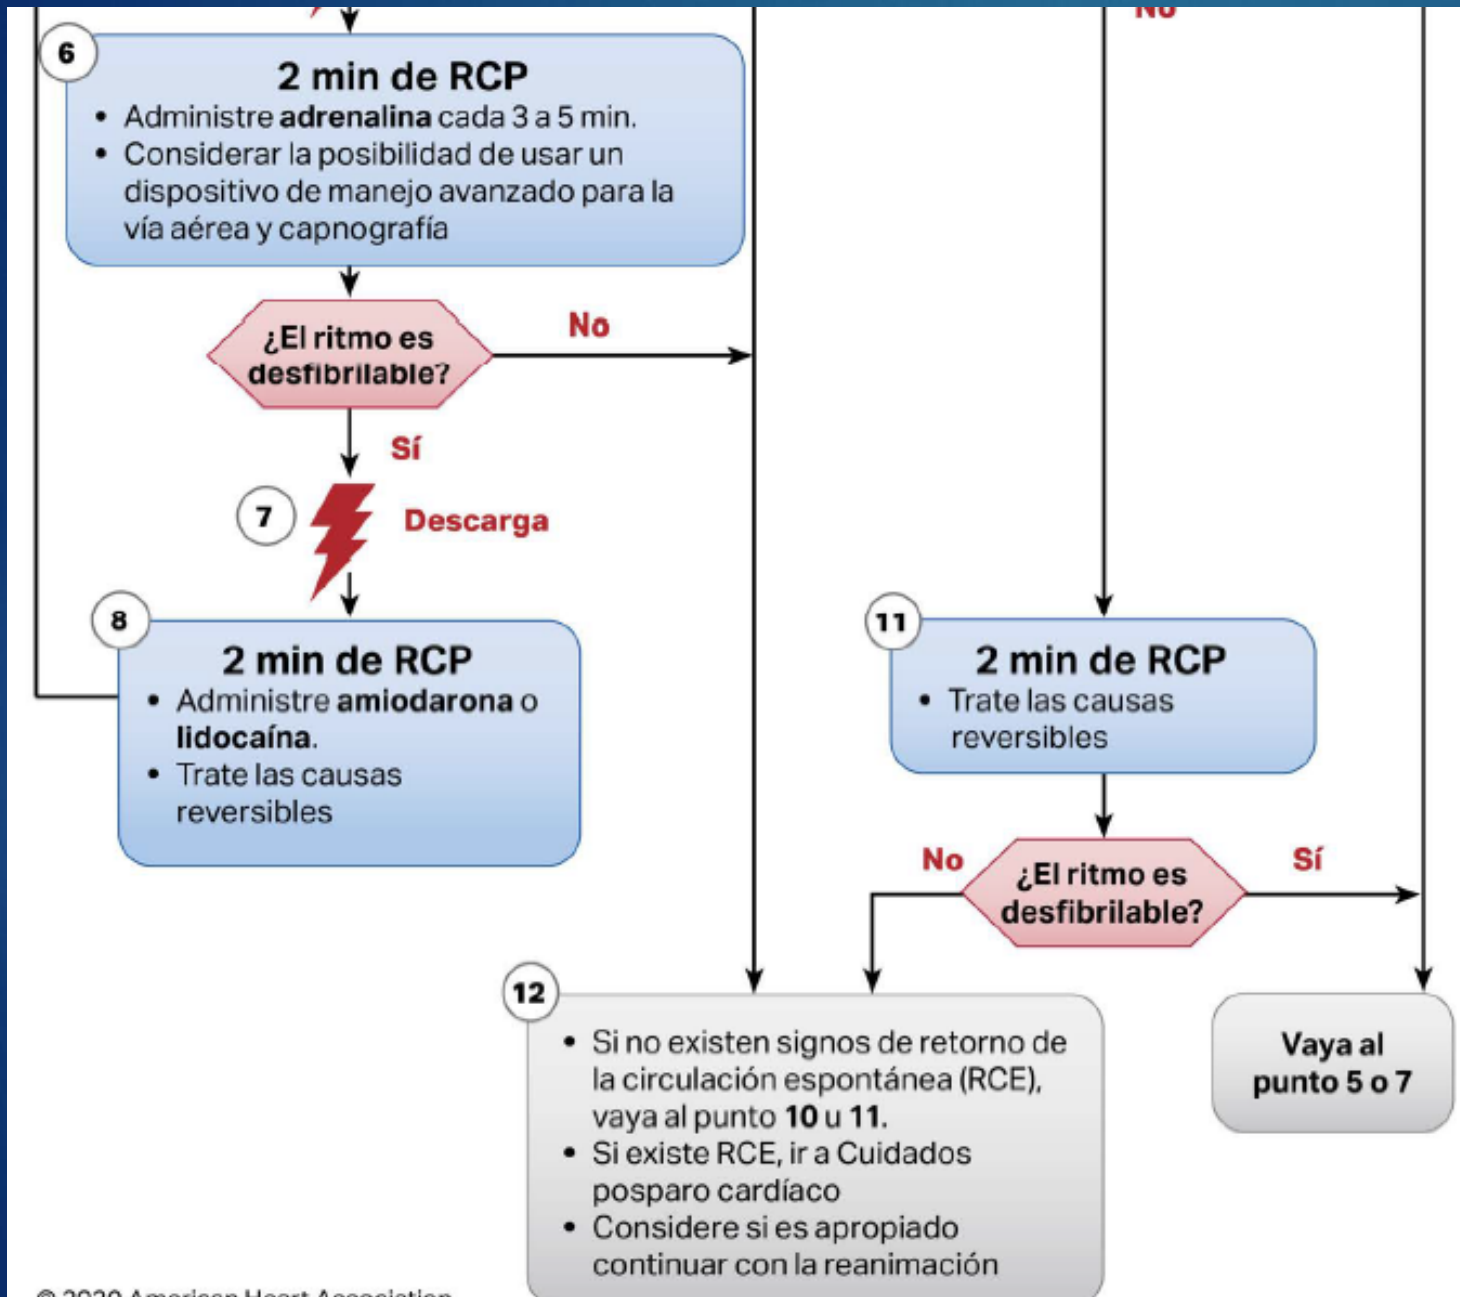 No
6
2 min de RCP
• Administre adrenalina cada 3 a 5 min.
• Considerar la posibilidad de usar un
dispositivo de manejo avanzado para la
vía aérea y capnografía
¿El ritmo es
desfibrilable?
No
Sí
7
Descarga
8
2 min de RCP
• Administre amiodarona o
lidocaína.
• Trate las causas
reversibles
11
2 min de RCP
• Trate las causas
reversibles
No
¿El ritmo es
desfibrilable?
Sí
12
• Si no existen signos de retorno de
la circulación espontánea (RCE),
vaya al punto 10 u 11.
• Si existe RCE, ir a Cuidados
posparo cardíaco
• Considere si es apropiado
continuar con la reanimación
Vaya al
punto 5 o 7
© 2020 American Heart Association